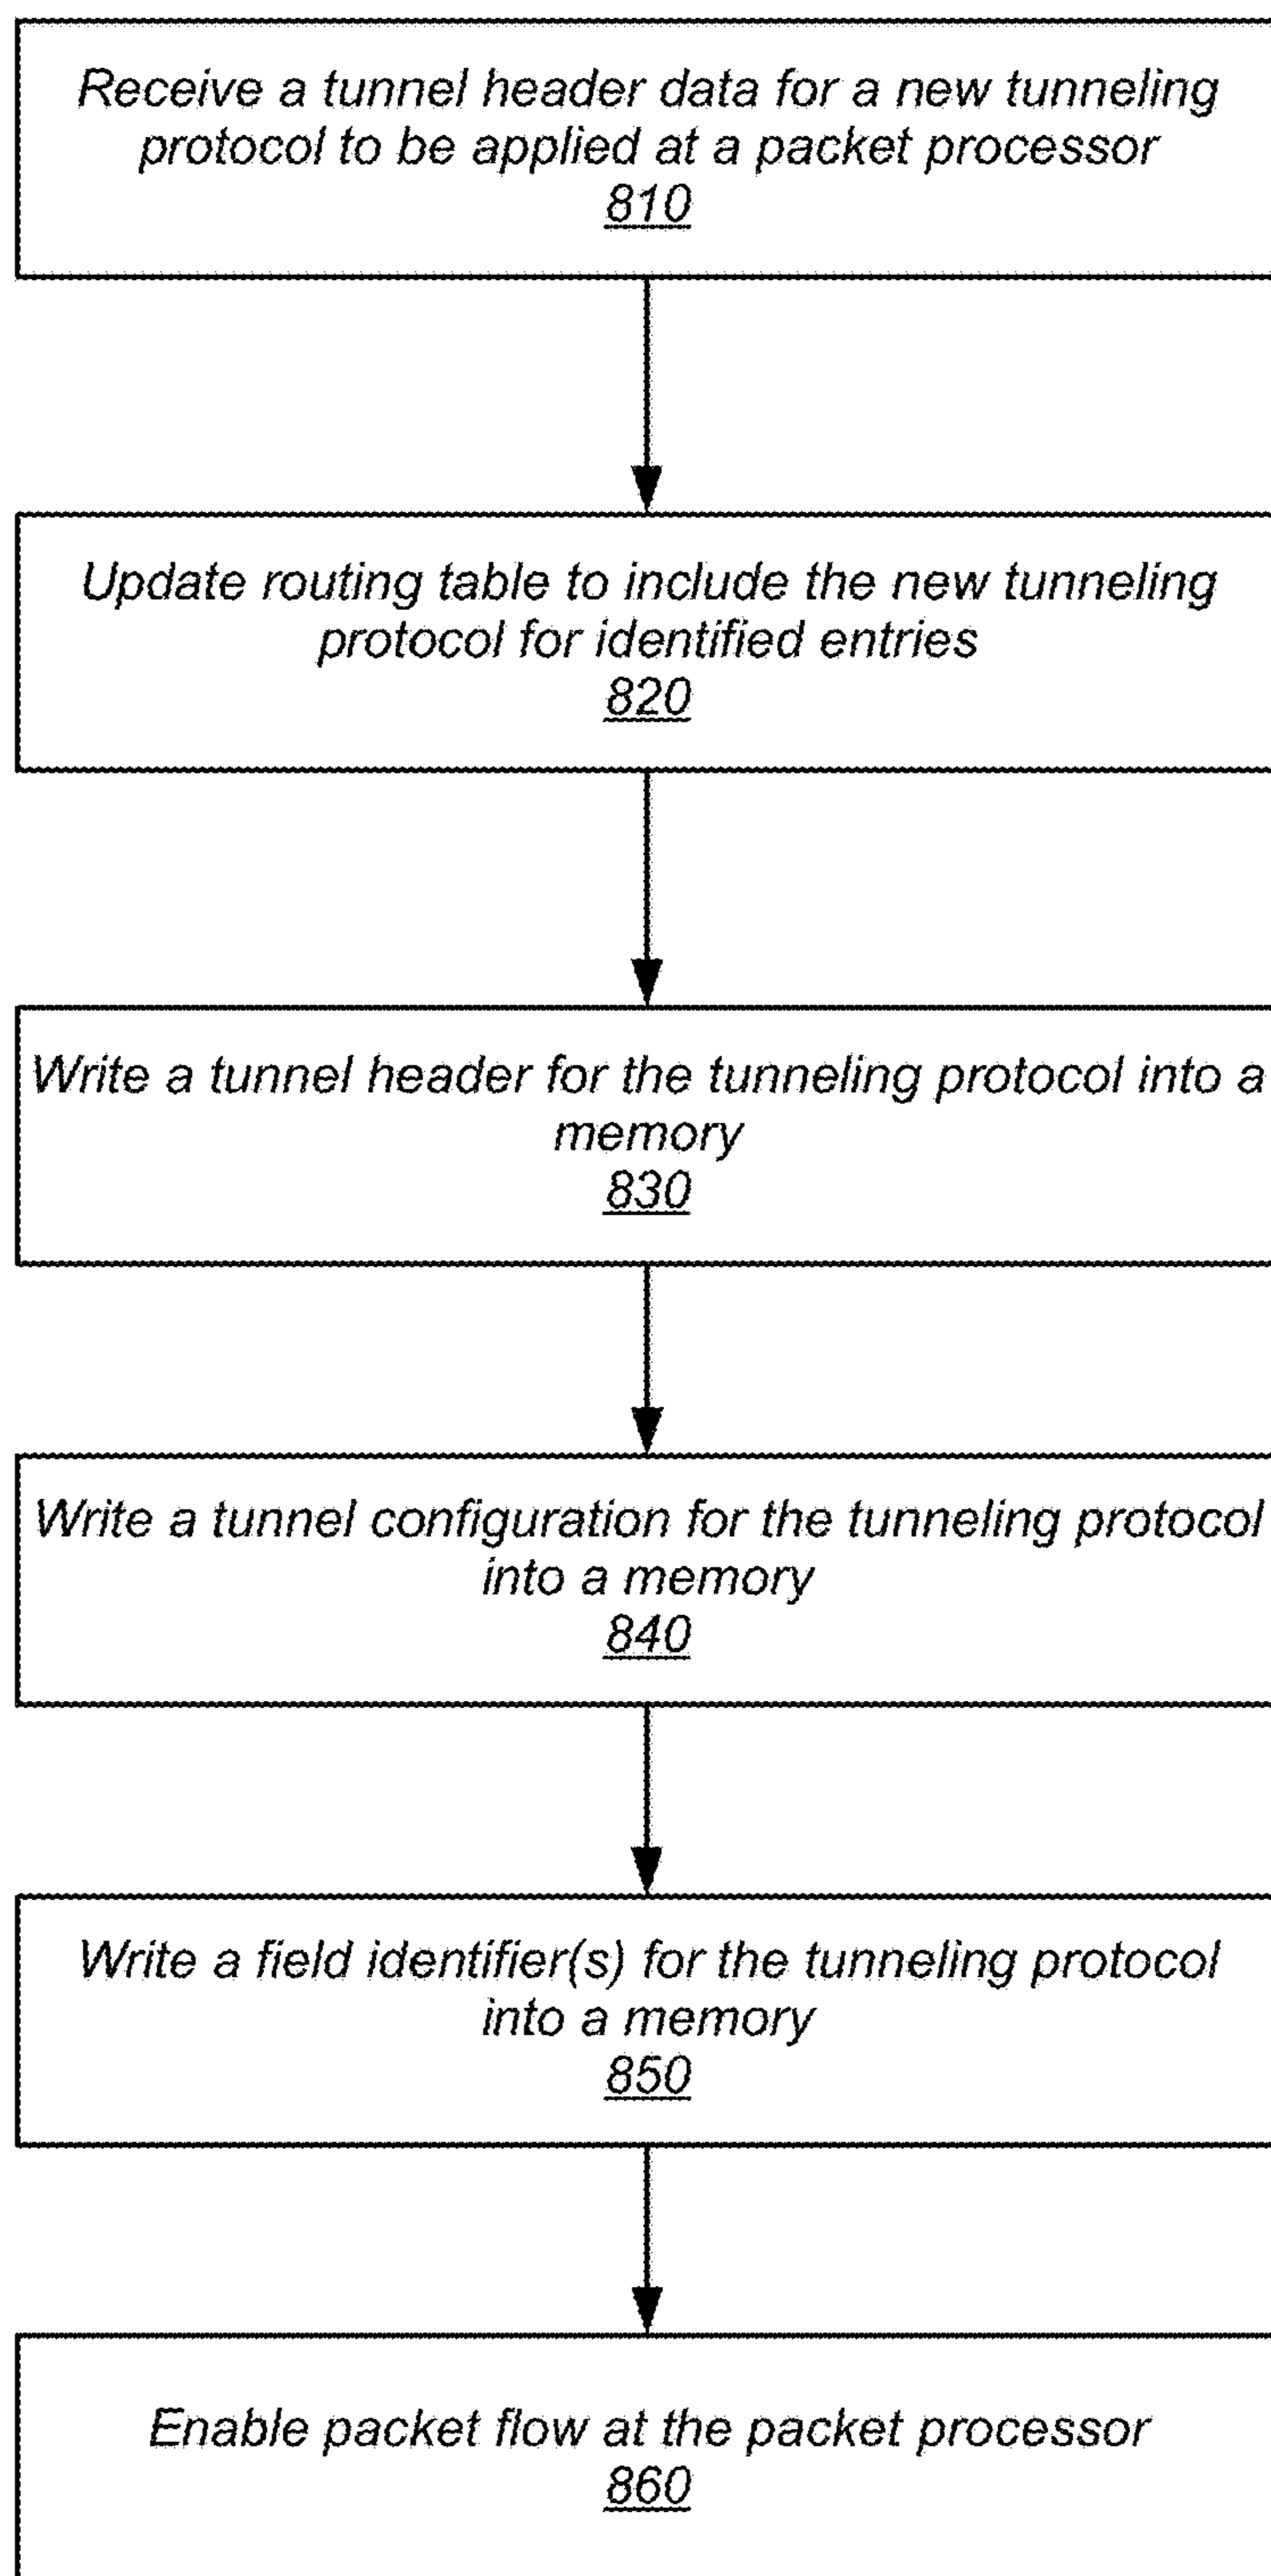 Receive a tunnel header data for a new tunneling
protocol to be applied at a packet processor
810
Update routing table to include the new tunneling
protocol for identified entries
820
Write a tunnel header for the tunneling protocol into a
memory
830
Write a tunnel configuration for the tunneling protocol
into a memory
840
Write a field identifier(s) for the tunneling protocol
into a memory
850
Enable packet flow at the packet processor
860